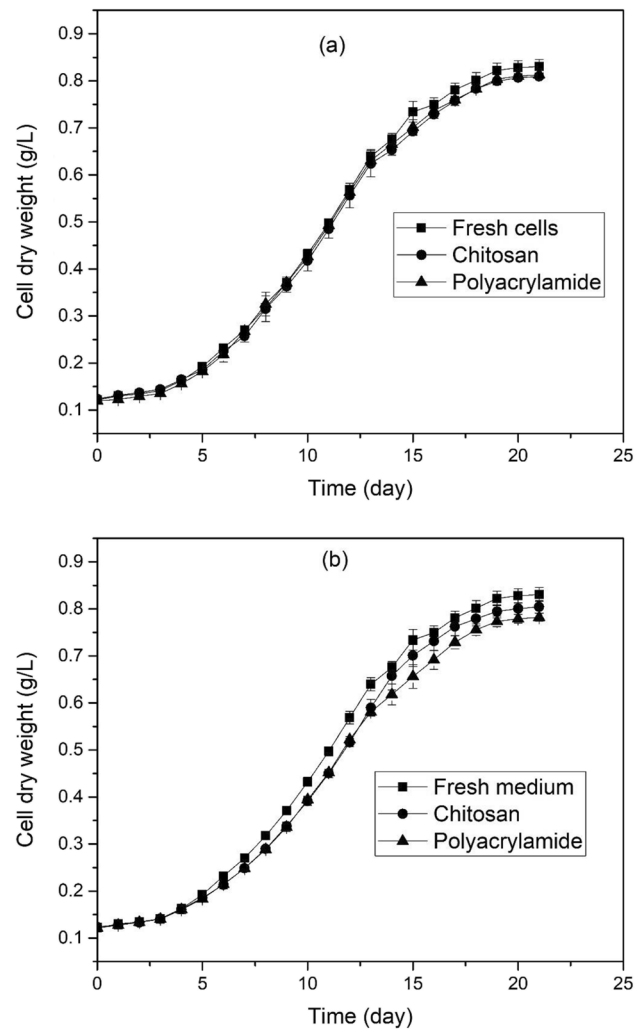 (a)
0.9
0.8
0.7
0.6
0.5
0.4
0.3
0.2
0.1
Cell dry weight (g/L)
Fresh cells
Chitosan
Polyacrylamide
0 5 10 15 20 25
Time (day)
(b)
0.9
0.8
0.7
0.6
0.5
0.4
0.3
0.2
0.1
Cell dry weight (g/L)
Fresh medium
Chitosan
Polyacrylamide
0 5 10 15 20 25
Time (day)